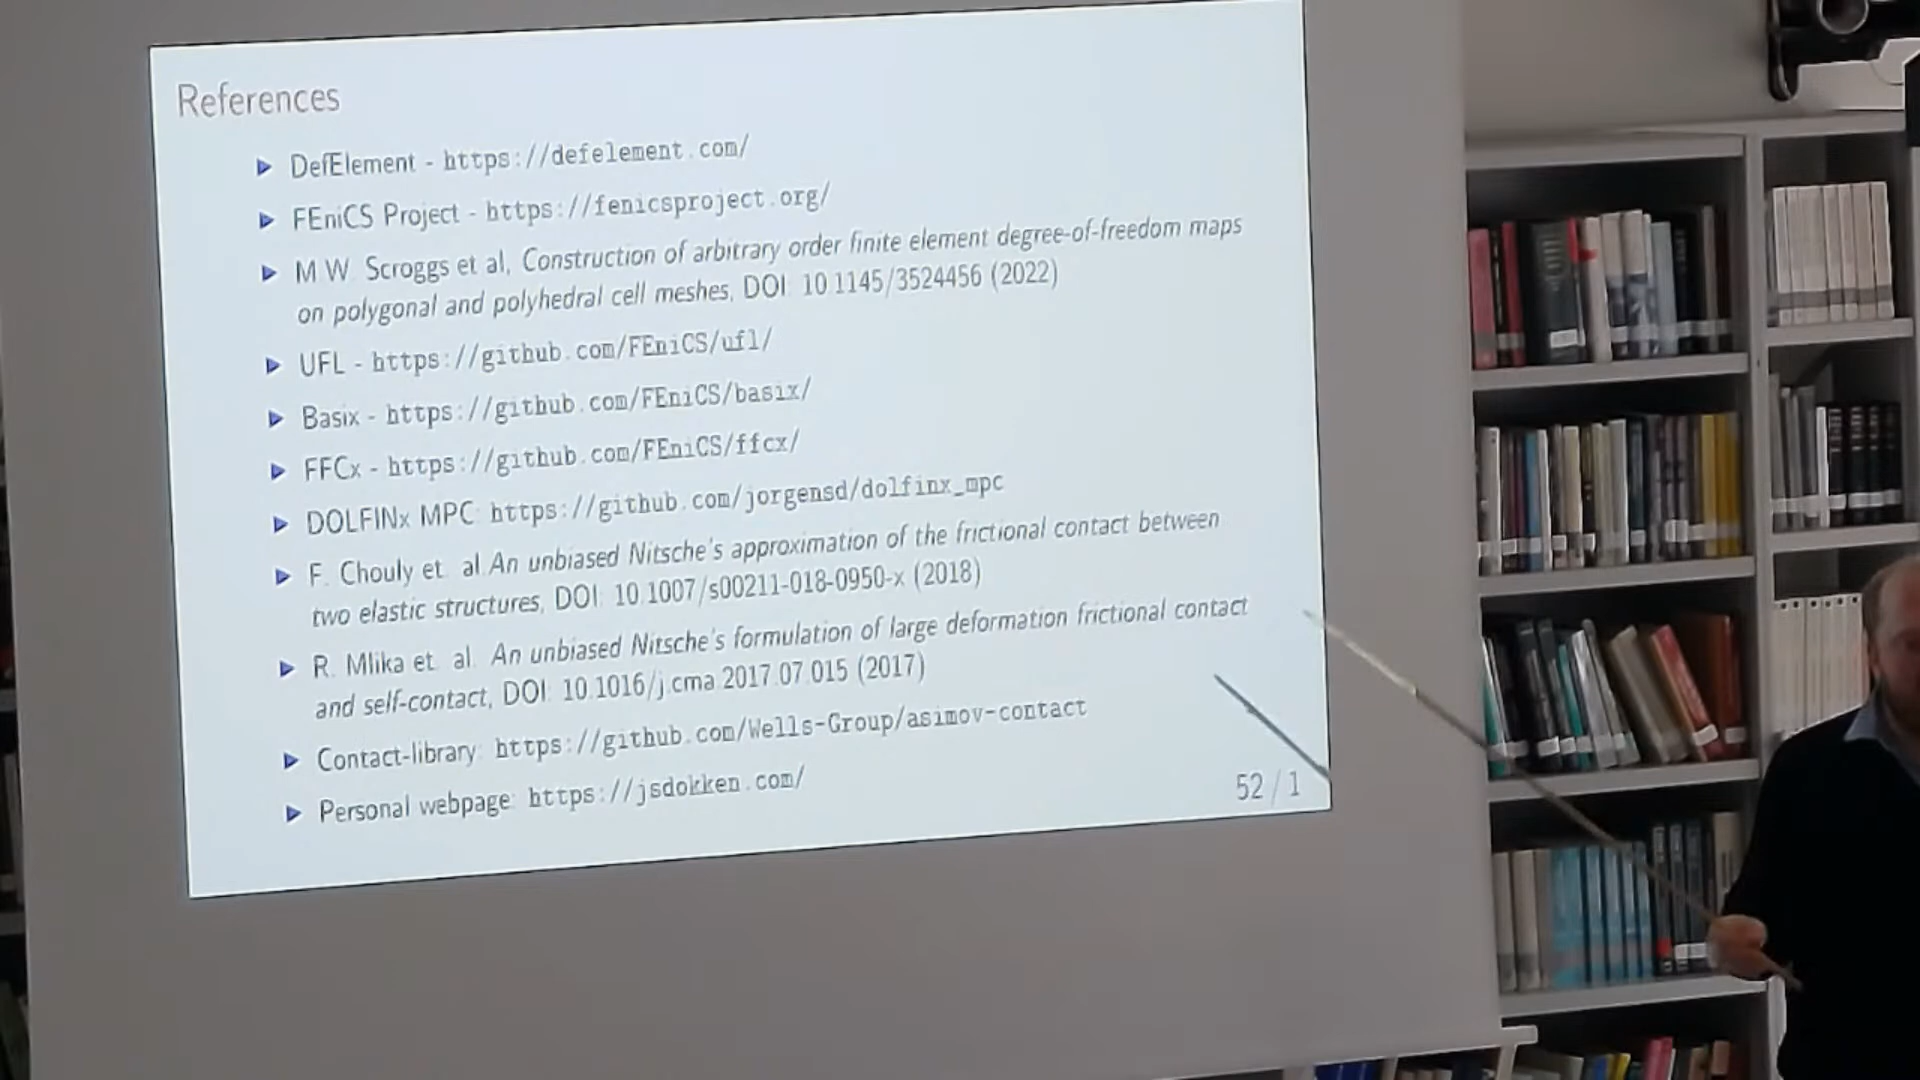 References
▶ DefElement - https://defelement.com/
▶ FEniCS Project - https://fenicsproject.org/
▶ M.W. Scroggs et al, Construction of arbitrary order finite element degree-of-freedom maps
on polygonal and polyhedral cell meshes, DOI: 10.1145/3524456 (2022)
▶ UFL - https://github.com/FEniCS/ufl/
▶ Basix - https://github.com/FEniCS/basix/
▶ FFCx - https://github.com/FEniCS/ffcx/
▶ DOLFINx MPC: https://github.com/jorgensd/dolfinx_mpc
▶ F. Chouly et. al. An unbiased Nitsche's approximation of the frictional contact between
two elastic structures, DOI: 10.1007/s00211-018-0950-x (2018)
▶ R. Mlika et. al. An unbiased Nitsche's formulation of large deformation frictional contact
and self-contact, DOI: 10.1016/j.cma.2017.07.015 (2017)
▶ Contact-library: https://github.com/Wells-Group/asimov-contact
▶ Personal webpage: https://jsdokken.com/
52 / 1